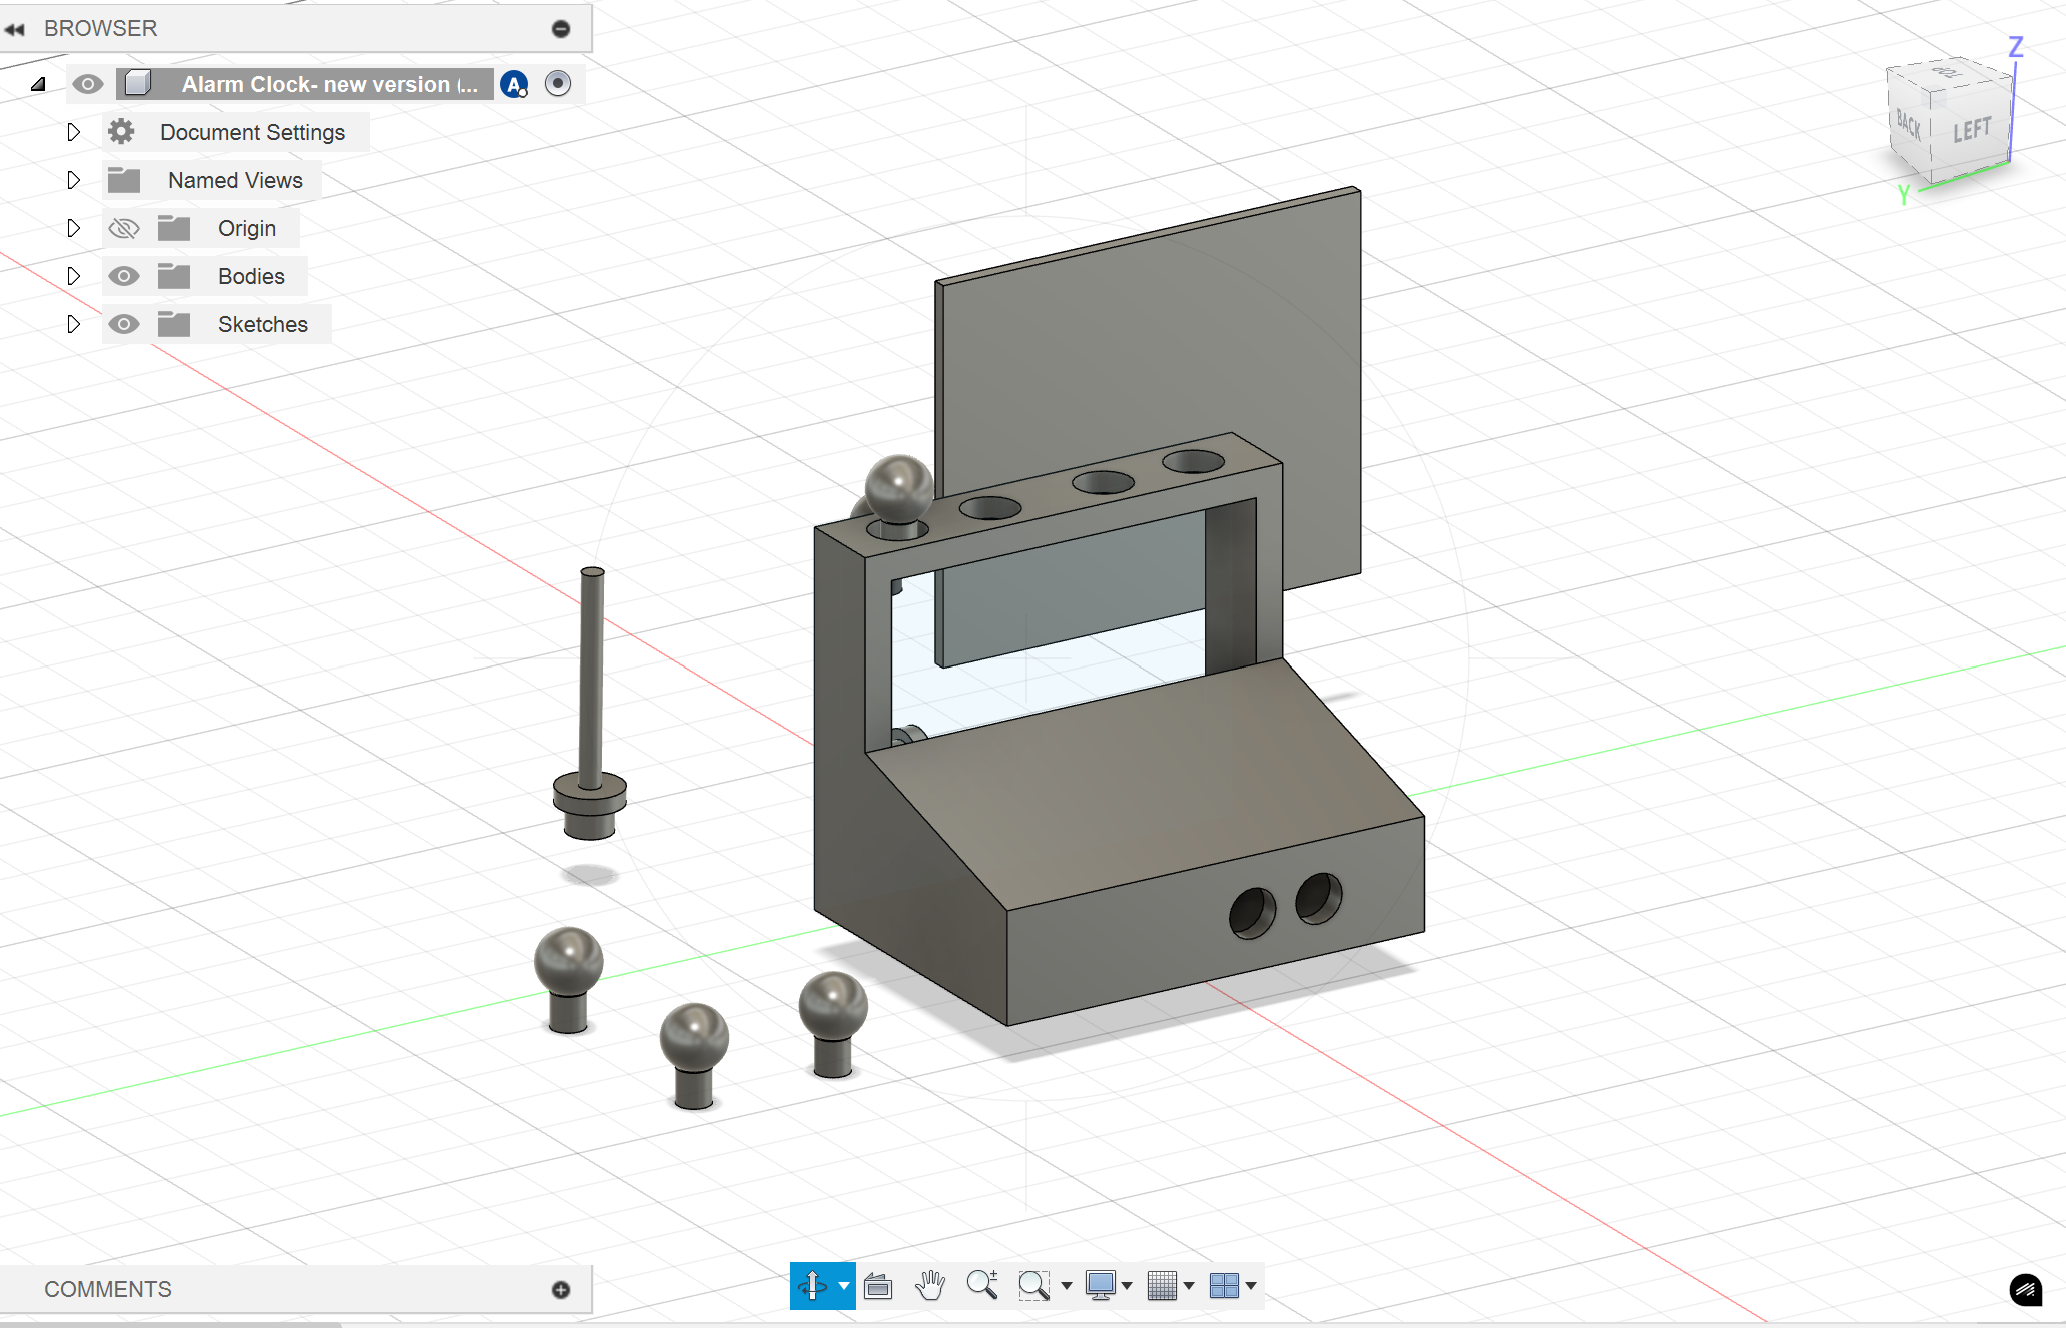 BROWSER
Alarm Clock- new version (...
A
Document Settings
Named Views
Origin
Bodies
Sketches
Z
TOP
BACK
LEFT
Y
COMMENTS